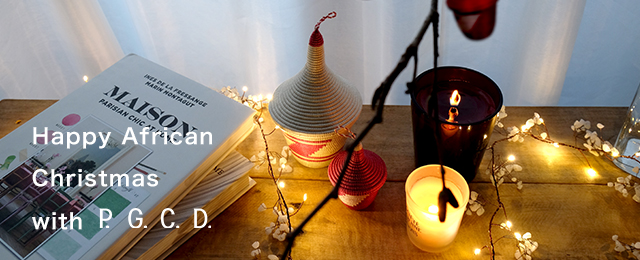 INES DE LA FRESSANGE
MARIN MONTAGUT
MAISON
PARISIAN CHIC
Happy African
Christmas
with P. G. C. D.